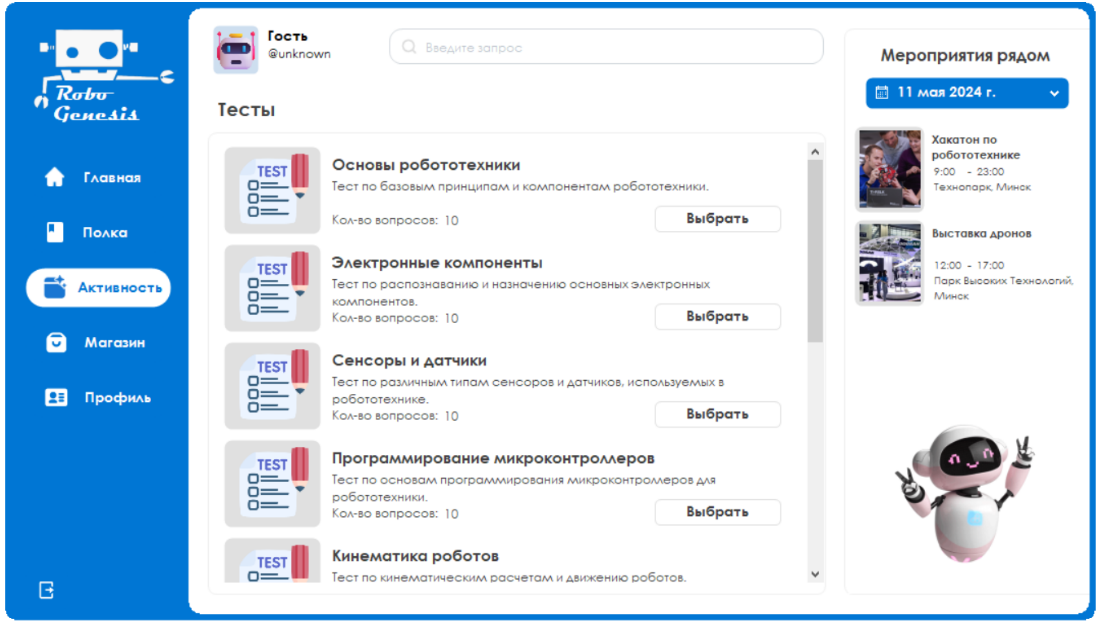 Robo
Genesis
Главная
Полка
Активность
Магазин
Профиль
Гость
@unknown
Введите запрос
Тесты
TEST
Основы робототехники
Тест по базовым принципам и компонентам робототехники.
Кол-во вопросов: 10
Выбрать
TEST
Электронные компоненты
Тест по распознаванию и назначению основных электронных
компонентов.
Кол-во вопросов: 10
Выбрать
TEST
Сенсоры и датчики
Тест по различным типам сенсоров и датчиков, используемых в
робототехнике.
Кол-во вопросов: 10
Выбрать
TEST
Программирование микроконтроллеров
Тест по основам программирования микроконтроллеров для
робототехники.
Кол-во вопросов: 10
Выбрать
TEST
Кинематика роботов
Тест по кинематическим расчетам и движению роботов.
Мероприятия рядом
11 мая 2024 г.
Хакатон по
робототехнике
9:00 - 23:00
Технопарк, Минск
Выставка дронов
12:00 - 17:00
Парк Высоких Технологий,
Минск